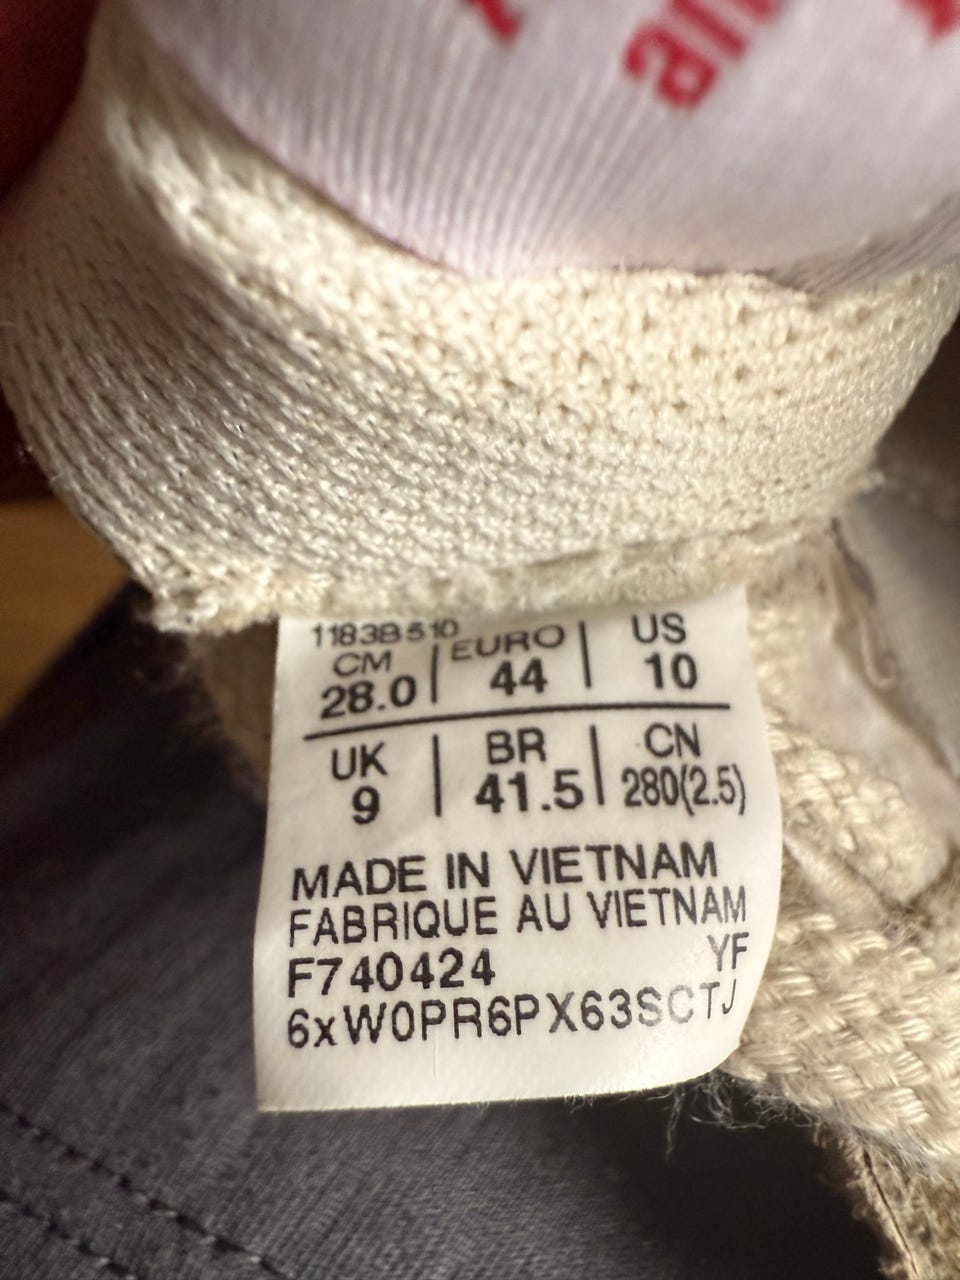 1183B510
CM | EURO | US
28.0 | 44 | 10
UK | BR | CN
9 | 41.5 | 280(2.5)
MADE IN VIETNAM
FABRIQUE AU VIETNAM
F740424 YF
6xW0PR6PX63SCTJ